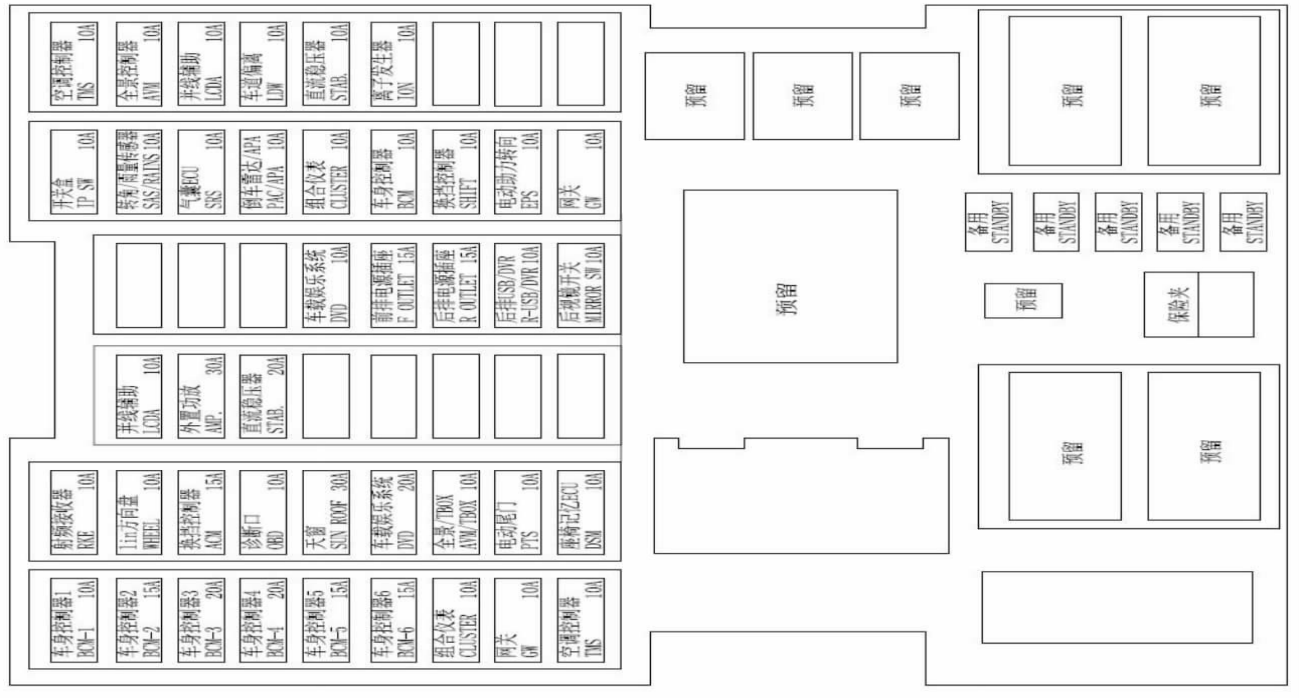 空调控制器
TMS 10A
全景控制器
AVM 10A
并线辅助
LCDA 10A
车道偏离
LDW 10A
直流稳压器
STAB. 10A
离子发生器
ION 10A
开关盒
IP SW 10A
转角/雨量传感器
SAS/RAINS 10A
气囊ECU
SRS 10A
倒车雷达/APA
PAC/APA 10A
组合仪表
CLUSTER 10A
车身控制器
BCM 10A
换挡控制器
SHIFT 10A
电动助力转向
EPS 10A
网关
GW 10A
车载娱乐系统
DVD 10A
前排电源插座
F OUTLET 15A
后排电源插座
R OUTLET 15A
后排USB/DVR
R-USB/DVR 10A
后视镜开关
MIRROR SW 10A
并线辅助
LCDA 10A
外置功放
AMP. 30A
直流稳压器
STAB. 20A
射频接收器
RKE 10A
lin方向盘
WHEEL 10A
换挡控制器
ACM 15A
诊断口
OBD 10A
天窗
SUN ROOF 30A
车载娱乐系统
DVD 20A
全景/TBOX
AVM/TBOX 10A
电动尾门
PTS 10A
座椅记忆ECU
DSM 10A
车身控制器1
BCM-1 10A
车身控制器2
BCM-2 15A
车身控制器3
BCM-3 20A
车身控制器4
BCM-4 20A
车身控制器5
BCM-5 15A
车身控制器6
BCM-6 15A
组合仪表
CLUSTER 10A
网关
GW 10A
空调控制器
TMS 10A
预留
预留
预留
预留
预留
预留
备用
STANDBY
备用
STANDBY
备用
STANDBY
备用
STANDBY
备用
STANDBY
预留
保险夹
预留
预留